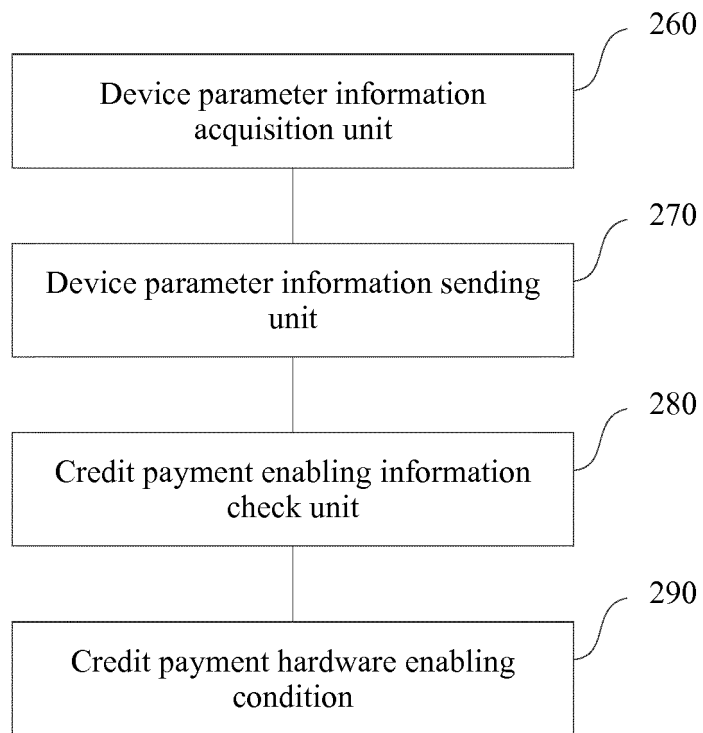 260
Device parameter information
acquisition unit
270
Device parameter information sending
unit
280
Credit payment enabling information
check unit
290
Credit payment hardware enabling
condition